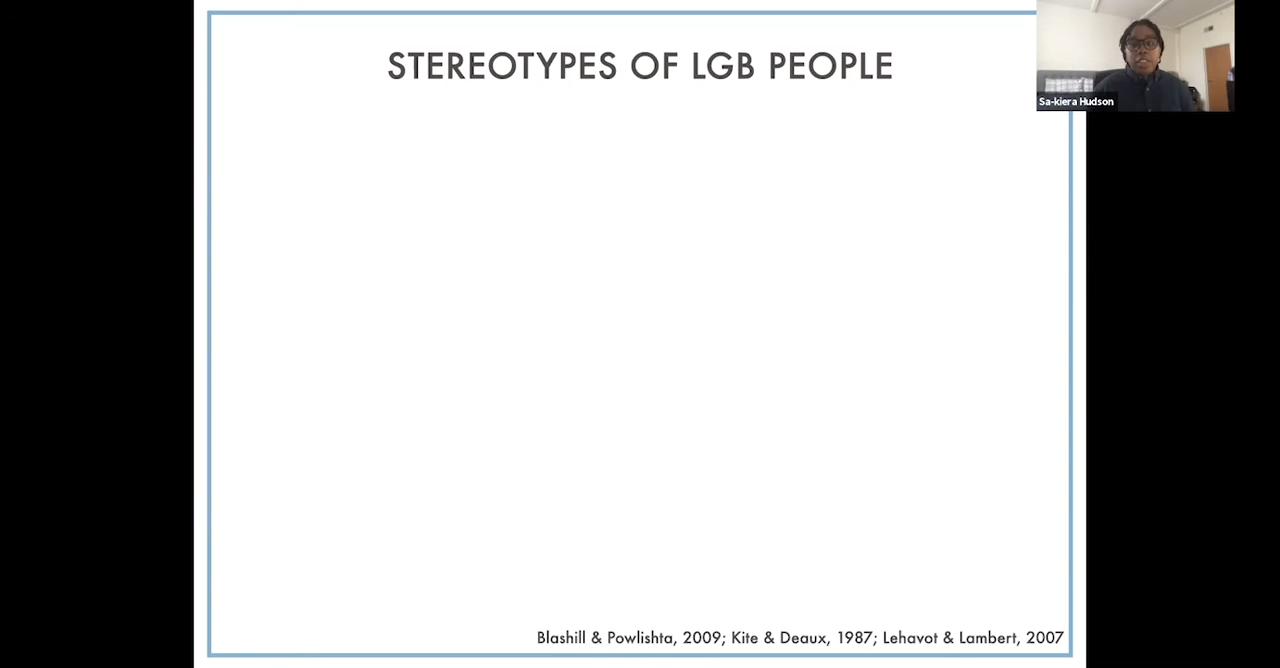 STEREOTYPES OF LGB PEOPLE
Sa-kiera Hudson
Blashill & Powlishta, 2009; Kite & Deaux, 1987; Lehavot & Lambert, 2007